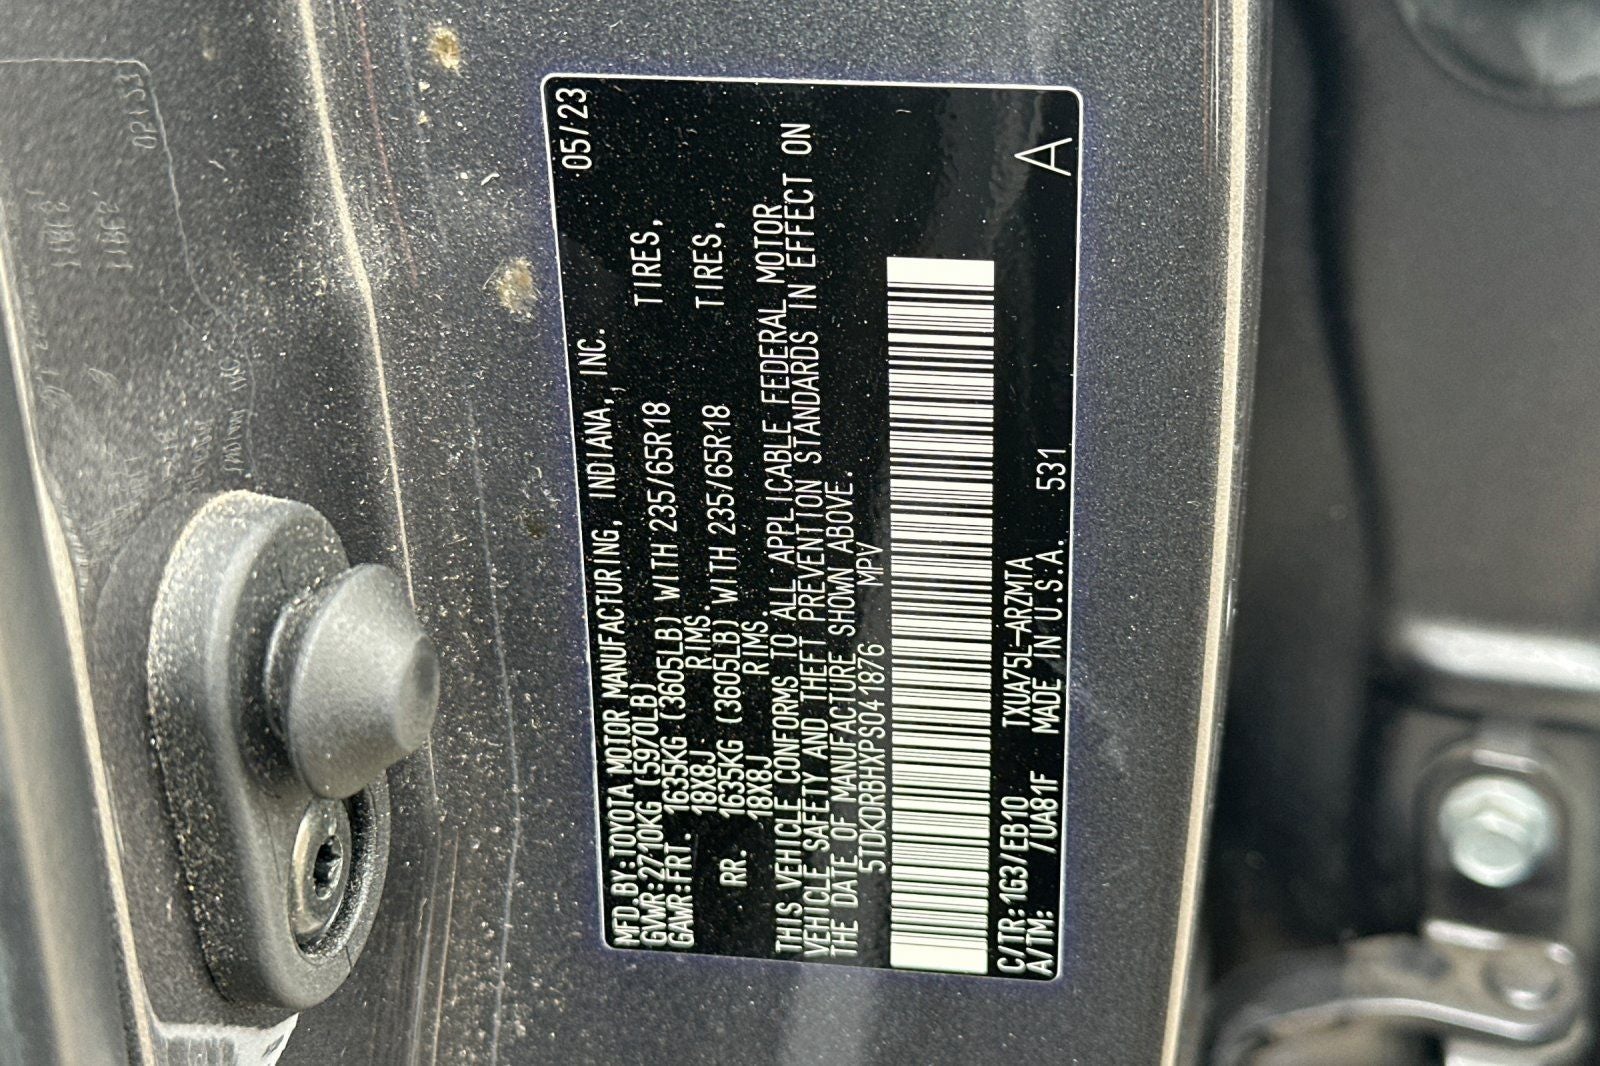 05/23
MFD.BY:TOYOTA MOTOR MANUFACTURING, INDIANA, INC.
GVWR:2710KG (5970LB)
GAWR:FRT. 1635KG (3605LB) WITH 235/65R18 TIRES,
18X8J RIMS.
RR. 1635KG (3605LB) WITH 235/65R18 TIRES,
18X8J RIMS.
THIS VEHICLE CONFORMS TO ALL APPLICABLE FEDERAL MOTOR
VEHICLE SAFETY AND THEFT PREVENTION STANDARDS IN EFFECT ON
THE DATE OF MANUFACTURE SHOWN ABOVE.
5TDKDRBHXPS041876 MPV
C/TR:1G3/EB10 TXUA75L-ARZMTA
A/TM: /UA81F MADE IN U.S.A. 531 A